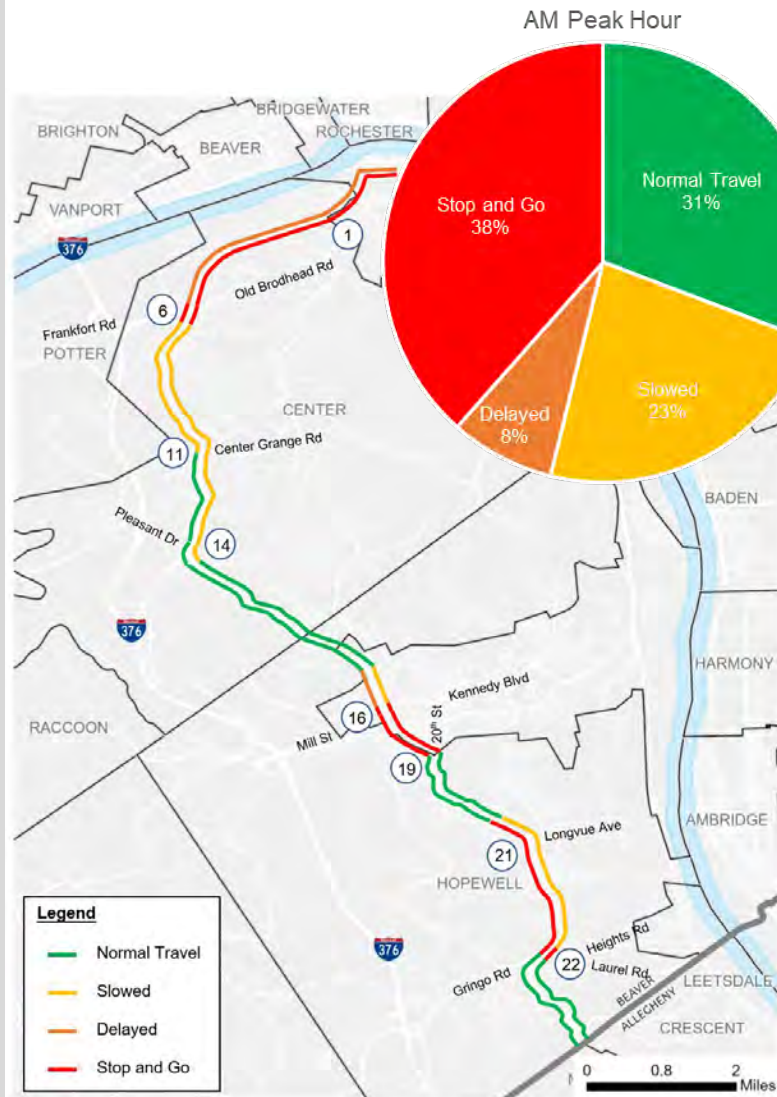 AM Peak Hour
Stop and Go
38%
Normal Travel
31%
Slowed
23%
Delayed
8%
BRIDGEWATER
BRIGHTON
ROCHESTER
BEAVER
VANPORT
376
1
Old Brodhead Rd
6
Frankfort Rd
POTTER
CENTER
Center Grange Rd
11
BADEN
Pleasant Dr
14
376
HARMONY
Kennedy Blvd
RACCOON
16
20th St
Mill St
19
AMBRIDGE
Longvue Ave
21
HOPEWELL
Heights Rd
22
Laurel Rd
Gringo Rd
376
LEETSDALE
BEAVER
ALLEGHENY
CRESCENT
Legend
Normal Travel
Slowed
Delayed
Stop and Go
0 0.8 2
Miles